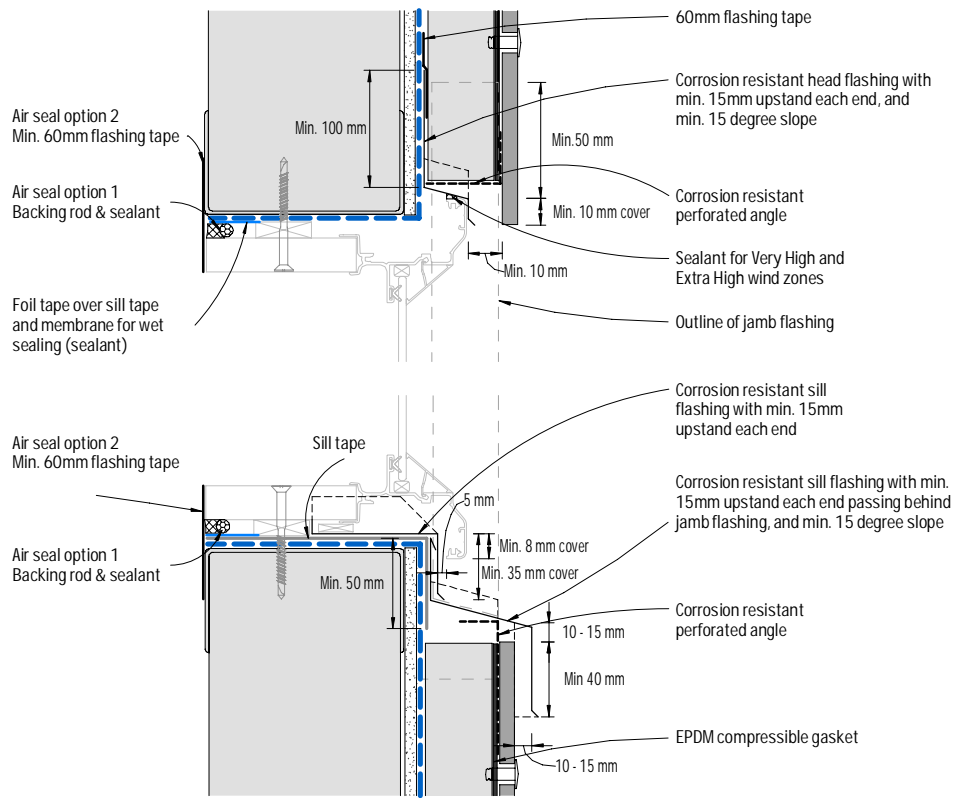 60mm flashing tape
Corrosion resistant head flashing with
min. 15mm upstand each end, and
min. 15 degree slope
Air seal option 2
Min. 60mm flashing tape
Min. 100 mm
Min.50 mm
Air seal option 1
Backing rod & sealant
Corrosion resistant
perforated angle
Min. 10 mm cover
Sealant for Very High and
Extra High wind zones
Min. 10 mm
Foil tape over sill tape
and membrane for wet
sealing (sealant)
Outline of jamb flashing
Corrosion resistant sill
flashing with min. 15mm
upstand each end
Air seal option 2
Min. 60mm flashing tape
Sill tape
Corrosion resistant sill flashing with min.
15mm upstand each end passing behind
jamb flashing, and min. 15 degree slope
5 mm
Min. 8 mm cover
Air seal option 1
Backing rod & sealant
Min. 50 mm
Min. 35 mm cover
Corrosion resistant
perforated angle
10 - 15 mm
Min 40 mm
EPDM compressible gasket
10 - 15 mm